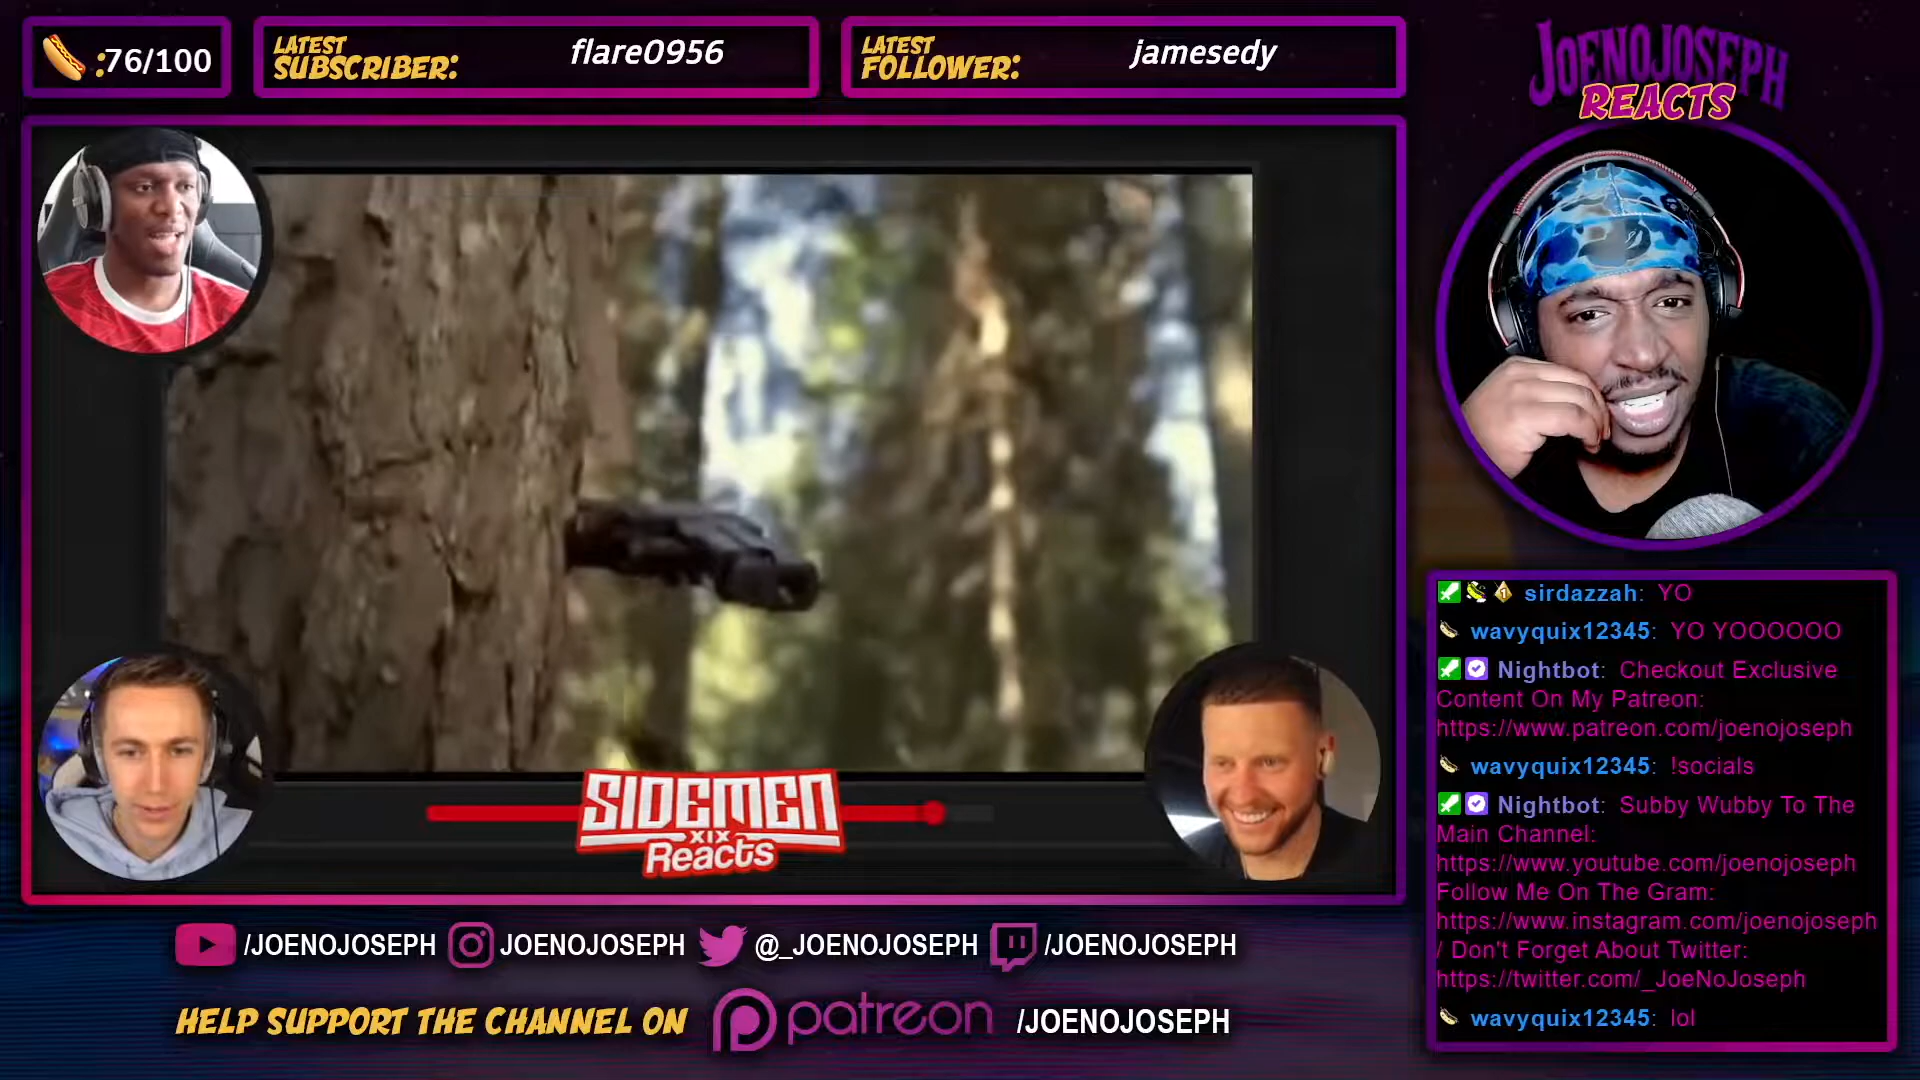 :76/100
LATEST
SUBSCRIBER:
flare0956
LATEST
FOLLOWER:
jamesedy
JOENOJOSEPH
REACTS
SIDEMEN
XIX
Reacts
sirdazzah: YO
wavyquix12345: YO YOOOOOO
Nightbot: Checkout Exclusive
Content On My Patreon:
https://www.patreon.com/joenojoseph
wavyquix12345: !socials
Nightbot: Subby Wubby To The
Main Channel:
https://www.youtube.com/joenojoseph
Follow Me On The Gram:
https://www.instagram.com/joenojoseph
/ Don't Forget About Twitter:
https://twitter.com/_JoeNoJoseph
wavyquix12345: lol
/JOENOJOSEPH
JOENOJOSEPH
@_JOENOJOSEPH
/JOENOJOSEPH
HELP SUPPORT THE CHANNEL ON
patreon
/JOENOJOSEPH